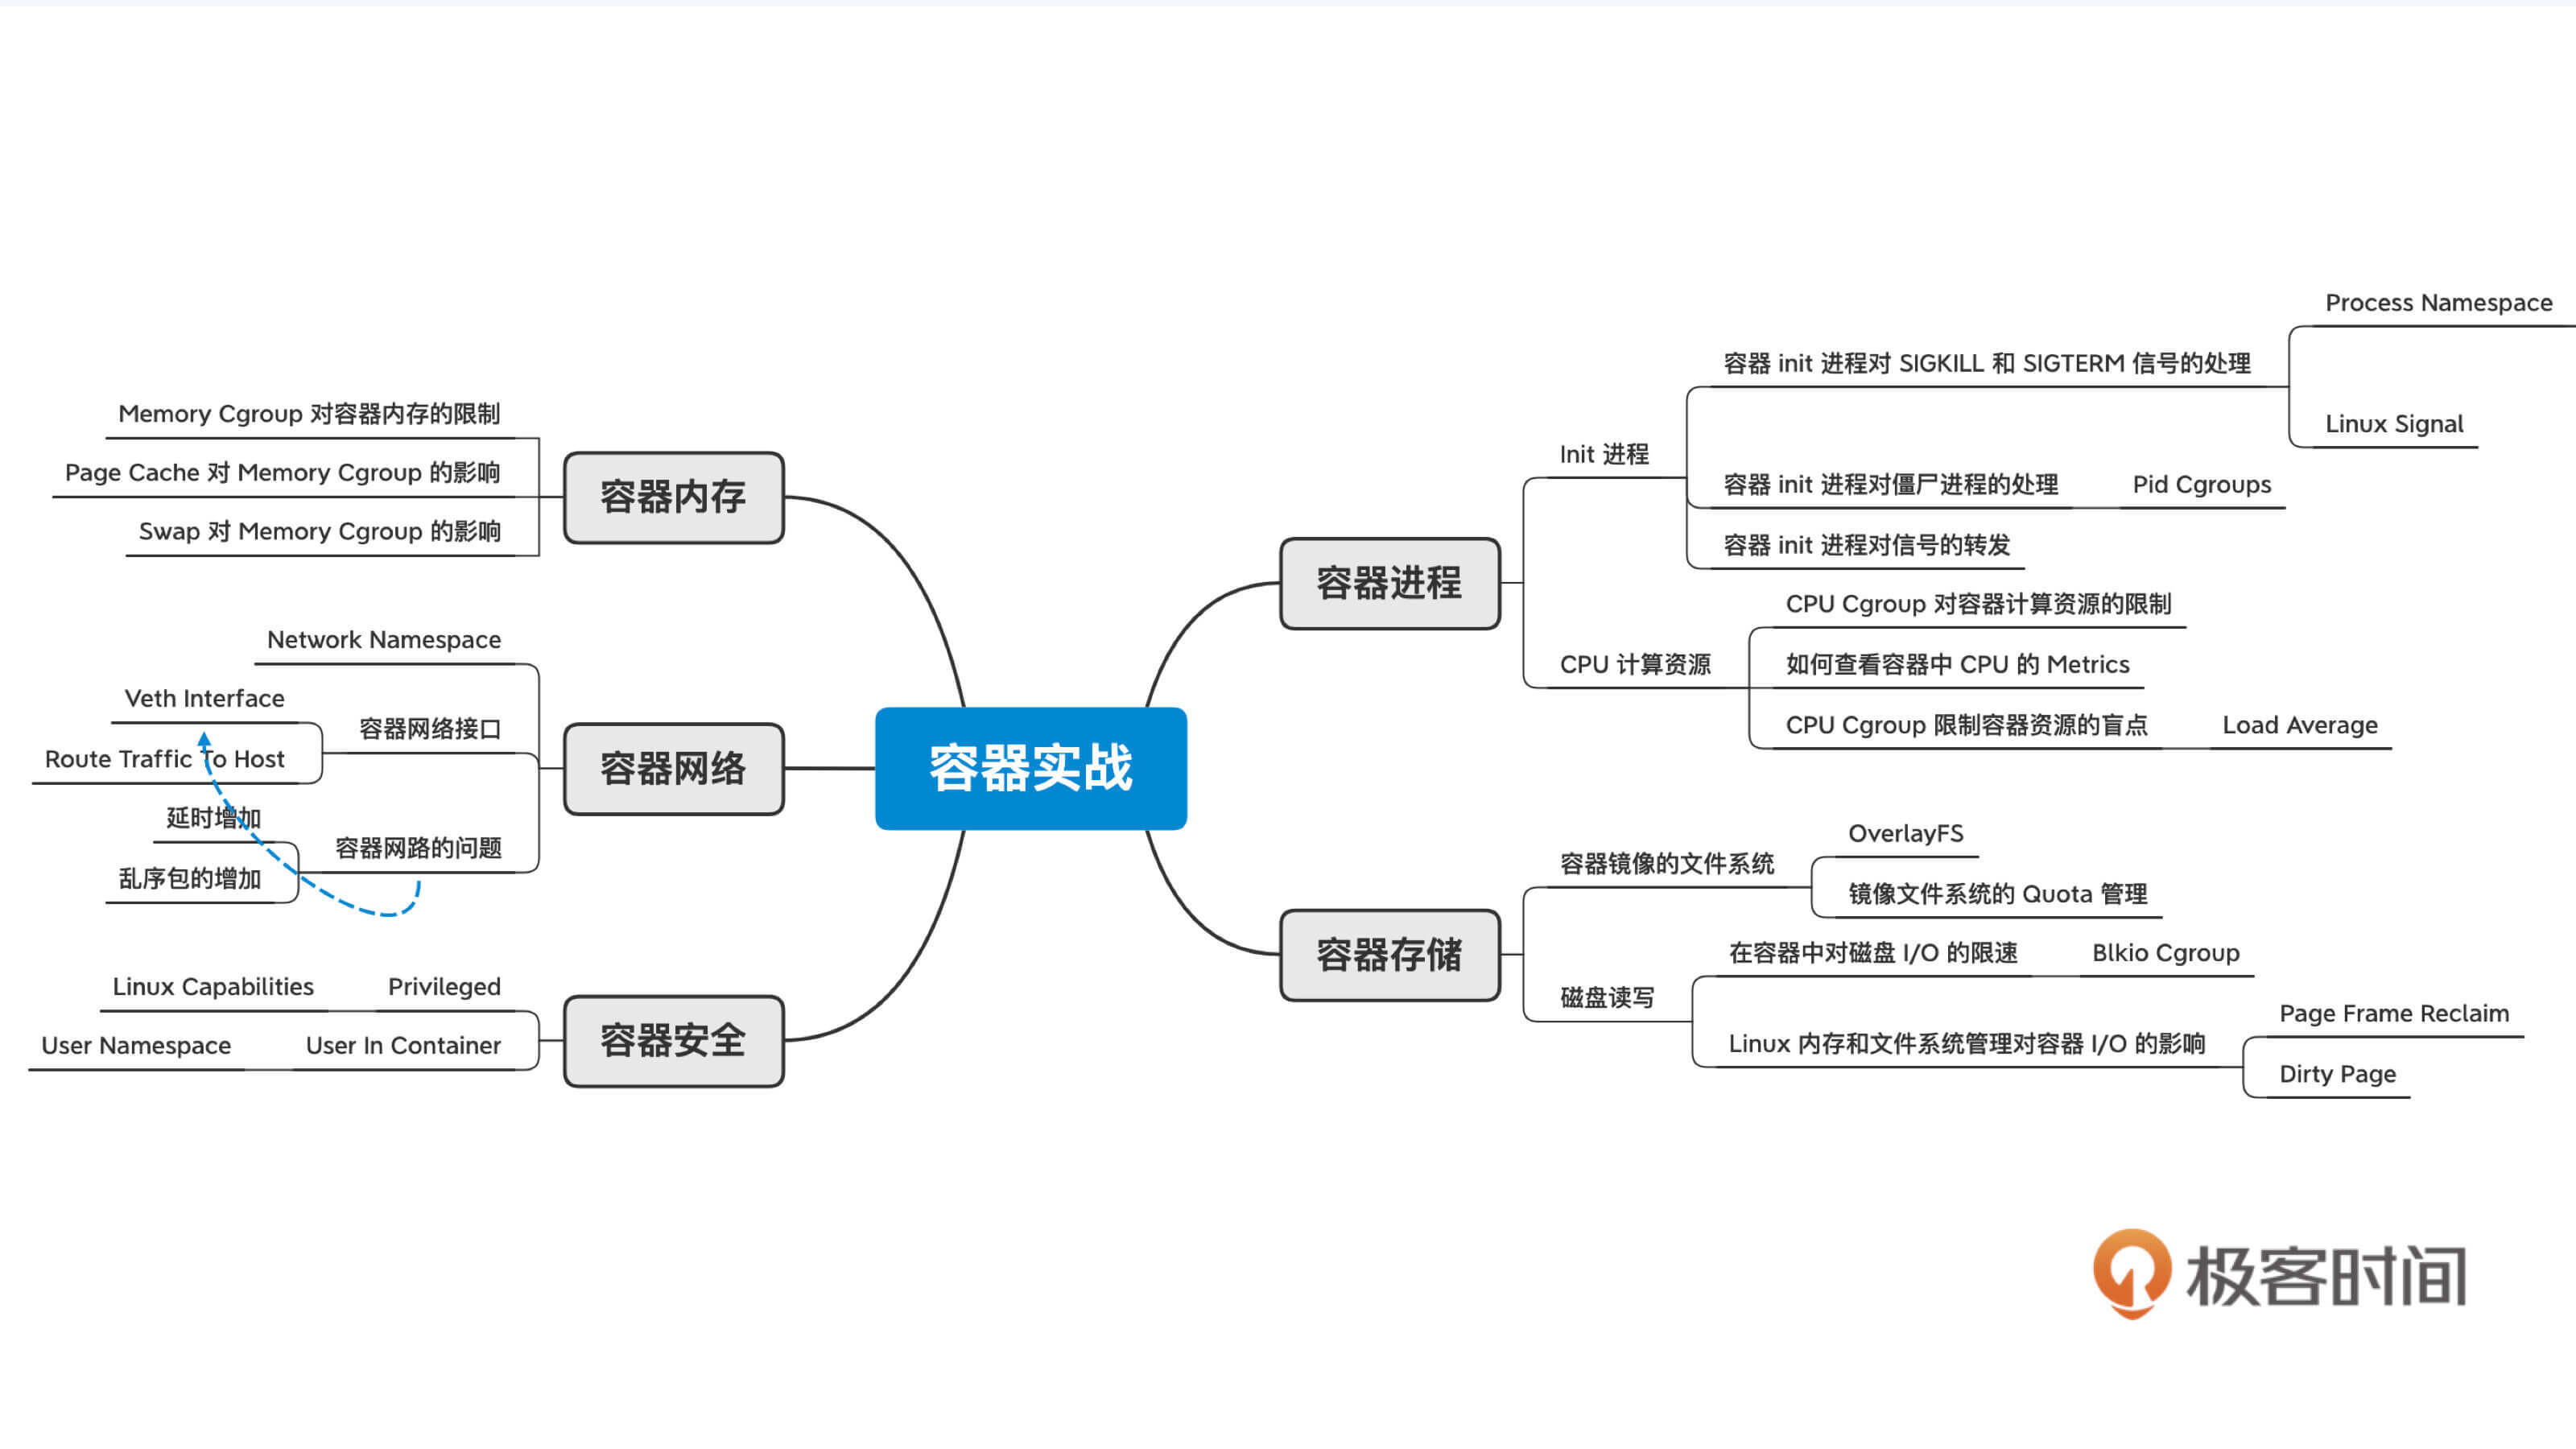 容器实战
容器内存
Memory Cgroup 对容器内存的限制
Page Cache 对 Memory Cgroup 的影响
Swap 对 Memory Cgroup 的影响
容器网络
Network Namespace
容器网络接口
Veth Interface
Route Traffic To Host
容器网路的问题
延时增加
乱序包的增加
容器安全
Privileged
Linux Capabilities
User In Container
User Namespace
容器进程
Init 进程
容器 init 进程对 SIGKILL 和 SIGTERM 信号的处理
Process Namespace
Linux Signal
容器 init 进程对僵尸进程的处理
Pid Cgroups
容器 init 进程对信号的转发
CPU 计算资源
CPU Cgroup 对容器计算资源的限制
如何查看容器中 CPU 的 Metrics
CPU Cgroup 限制容器资源的盲点
Load Average
容器存储
容器镜像的文件系统
OverlayFS
镜像文件系统的 Quota 管理
磁盘读写
在容器中对磁盘 I/O 的限速
Blkio Cgroup
Linux 内存和文件系统管理对容器 I/O 的影响
Page Frame Reclaim
Dirty Page
极客时间